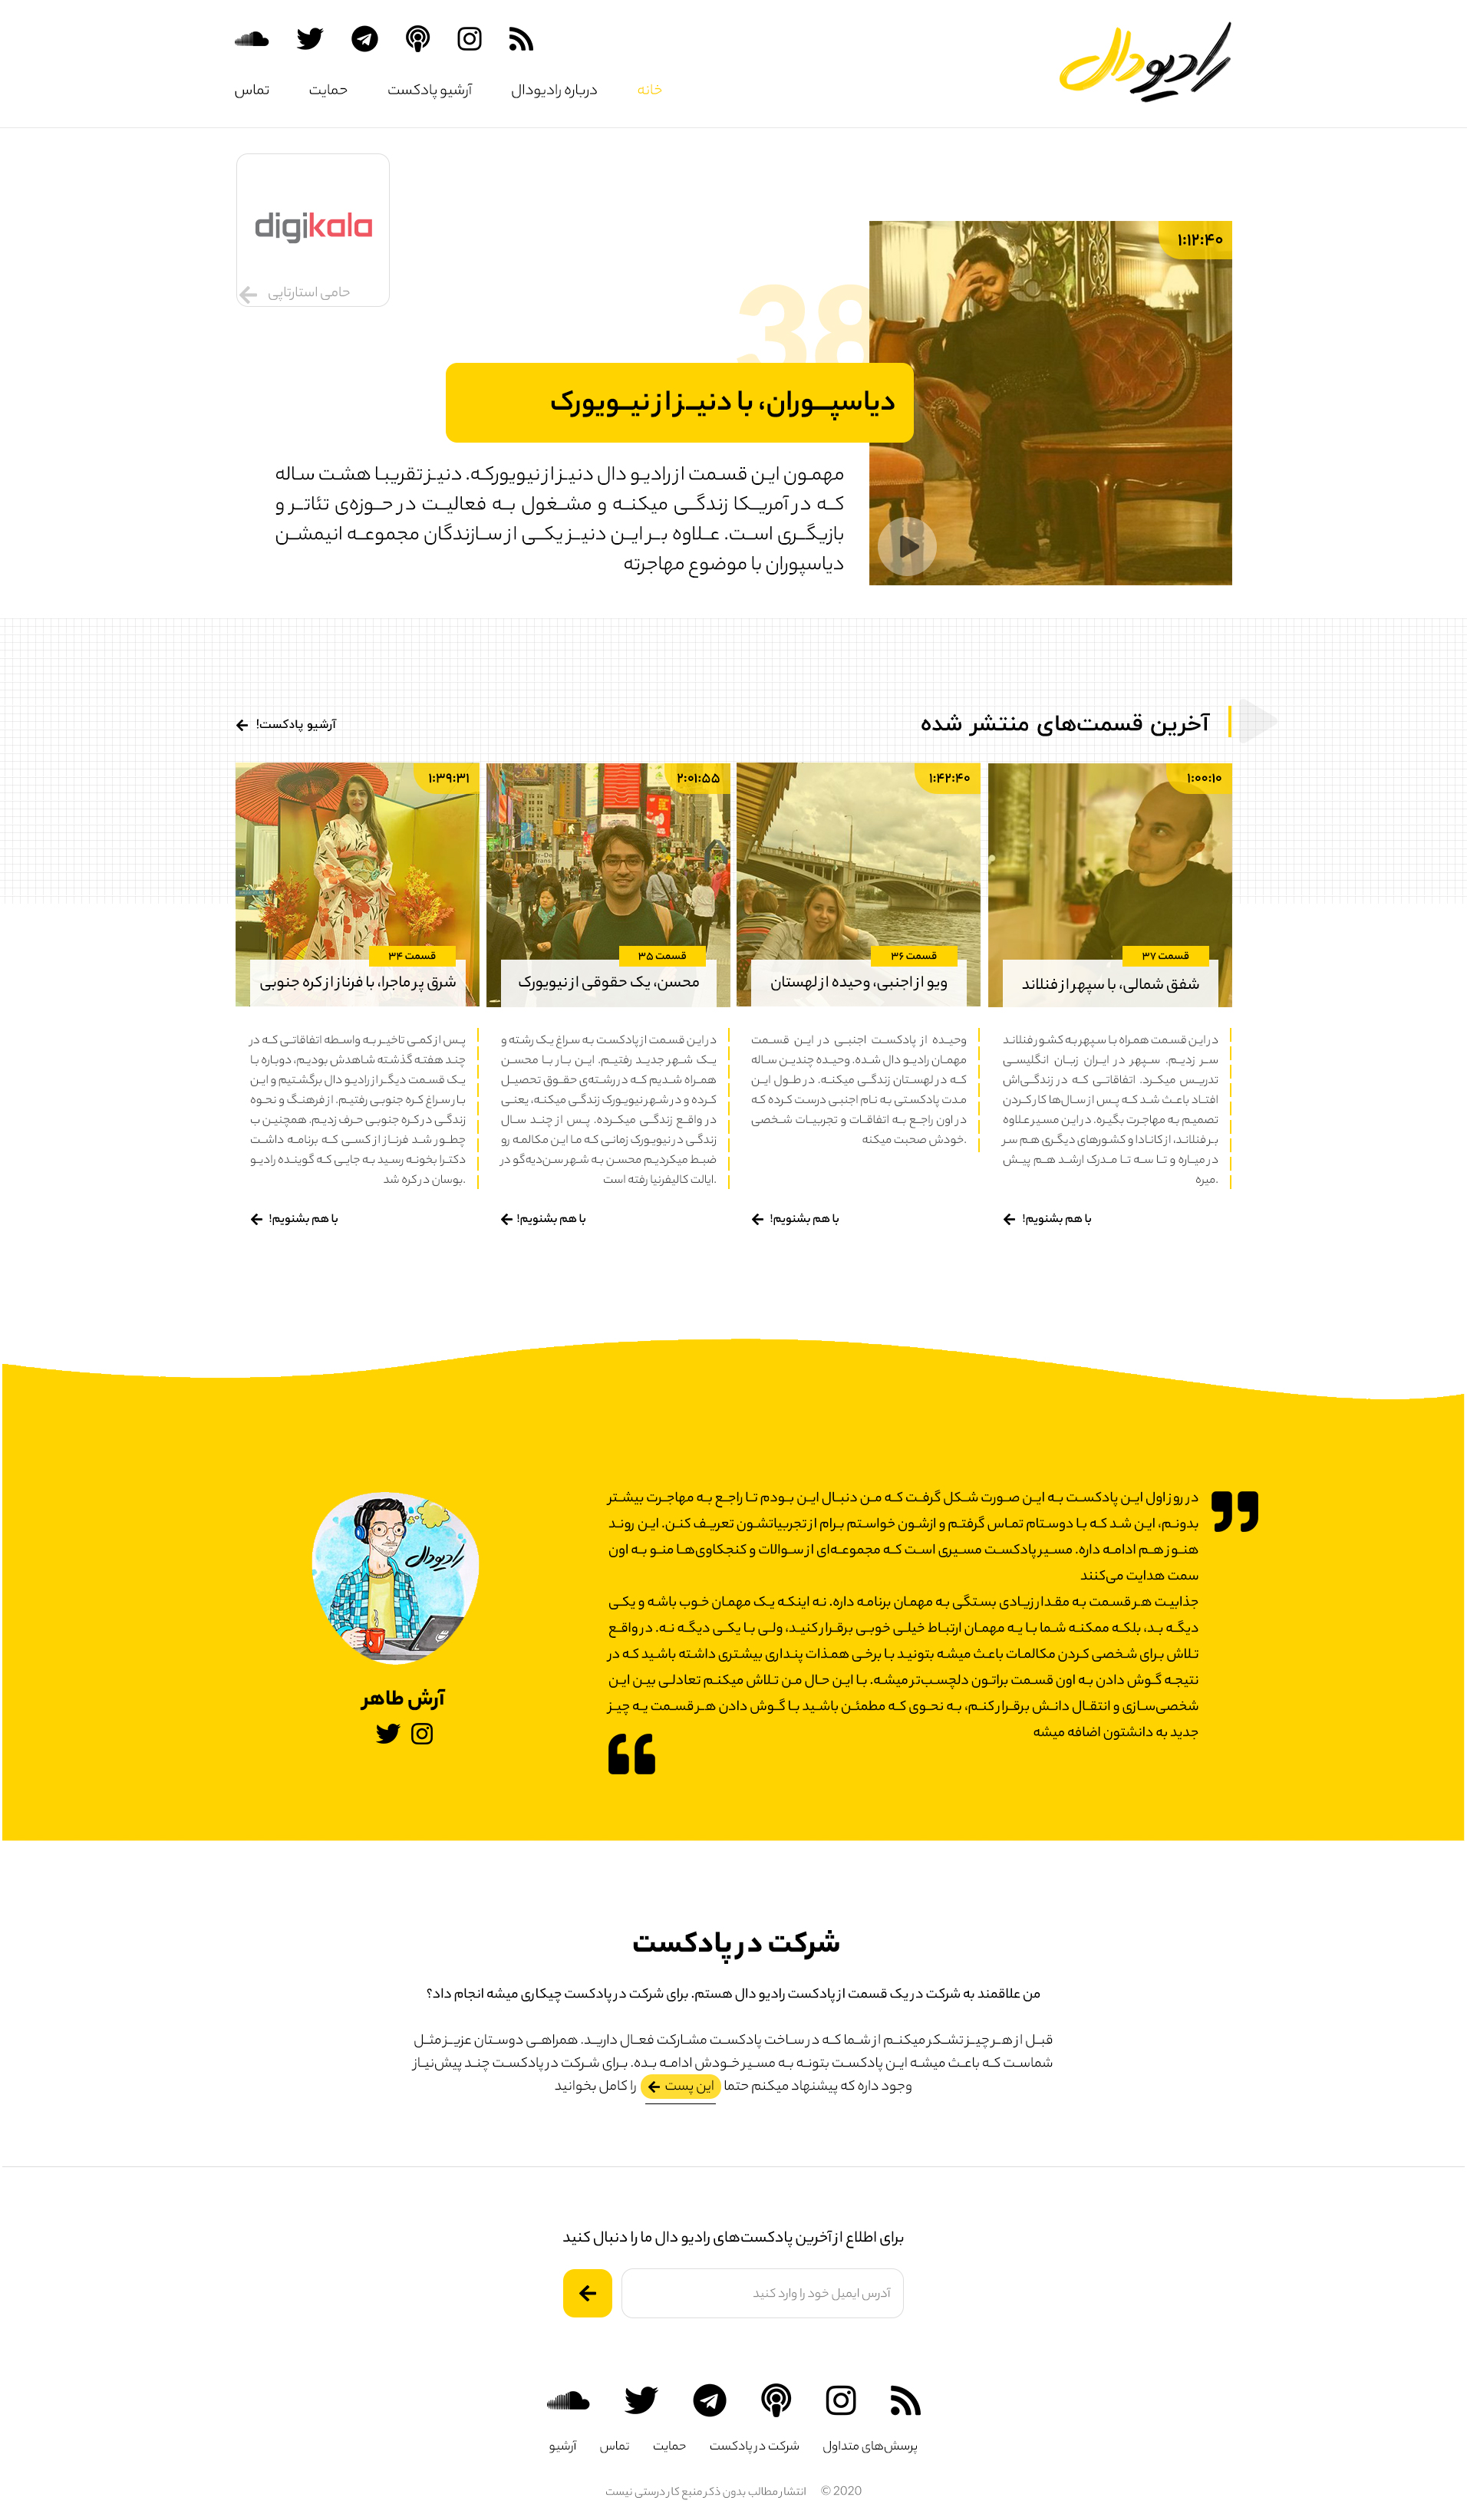 رادیودال
خانه
درباره رادیودال
آرشیو پادکست
حمایت
تماس
digikala
حامی استارتاپی
۱:۱۲:۴۰
38
دیاسپوران، با دنیز از نیویورک
مهمون این قسمت از رادیو دال دنیز از نیویورکه. دنیز تقریبا هشت ساله
که در آمریکا زندگی میکنه و مشغول به فعالیت در حوزه‌ی تئاتر و
بازیگری است. علاوه بر این دنیز یکی از سازندگان مجموعه انیمشن
دیاسپوران با موضوع مهاجرته
آخرین قسمت‌های منتشر شده
آرشیو پادکست!
۱:۰۰:۱۰
قسمت ۳۷
شفق شمالی، با سپهر از فنلاند
در این قسمت همراه با سپهر به کشور فنلاند
سر زدیم. سپهر در ایران زبان انگلیسی
تدریس میکرد. اتفاقاتی که در زندگی‌اش
افتاد باعث شد که پس از سال‌ها کار کردن
تصمیم به مهاجرت بگیره. در این مسیر علاوه
بر فنلاند، از کانادا و کشورهای دیگری هم سر
در میاره و تا سه تا مدرک ارشد هم پیش
میره.
با هم بشنویم!
۱:۴۲:۴۰
قسمت ۳۶
ویو از اجنبی، وحیده از لهستان
وحیده از پادکست اجنبی در این قسمت
مهمان رادیو دال شده. وحیده چندین ساله
که در لهستان زندگی میکنه. در طول این
مدت پادکستی به نام اجنبی درست کرده که
در اون راجع به اتفاقات و تجربیات شخصی
خودش صحبت میکنه.
با هم بشنویم!
۲:۰۱:۵۵
قسمت ۳۵
محسن، یک حقوقی از نیویورک
در این قسمت از پادکست به سراغ یک رشته و
یک شهر جدید رفتیم. این بار با محسن
همراه شدیم که در رشته‌ی حقوق تحصیل
کرده و در شهر نیویورک زندگی میکنه، یعنی
در واقع زندگی میکرده. پس از چند سال
زندگی در نیویورک زمانی که ما این مکالمه رو
ضبط میکردیم محسن به شهر سن‌دیه‌گو در
ایالت کالیفرنیا رفته است.
با هم بشنویم!
۱:۳۹:۳۱
قسمت ۳۴
شرق پر ماجرا، با فرناز از کره جنوبی
پس از کمی تاخیر به واسطه اتفاقاتی که در
چند هفته گذشته شاهدش بودیم، دوباره با
یک قسمت دیگر از رادیو دال برگشتیم و این
بار سراغ کره جنوبی رفتیم. از فرهنگ و نحوه
زندگی در کره جنوبی حرف زدیم. همچنین ب
چطور شد فرناز از کسی که برنامه داشت
دکترا بخونه رسید به جایی که گوینده رادیو
بوسان در کره شد.
با هم بشنویم!
در روز اول این پادکست به این صورت شکل گرفت که من دنبال این بودم تا راجع به مهاجرت بیشتر
بدونم، این شد که با دوستام تماس گرفتم و ازشون خواستم برام از تجربیاتشون تعریف کنن. این روند
هنوز هم ادامه داره. مسیر پادکست مسیری است که مجموعه‌ای از سوالات و کنجکاوی‌ها منو به اون
سمت هدایت می‌کنند
جذابیت هر قسمت به مقدار زیادی بستگی به مهمان برنامه داره. نه اینکه یک مهمان خوب باشه و یکی
دیگه بد، بلکه ممکنه شما با یه مهمان ارتباط خیلی خوبی برقرار کنید، ولی با یکی دیگه نه. در واقع
تلاش برای شخصی کردن مکالمات باعث میشه بتونید با برخی همذات پنداری بیشتری داشته باشید که در
نتیجه گوش دادن به اون قسمت براتون دلچسب‌تر میشه. با این حال من تلاش میکنم تعادلی بین این
شخصی‌سازی و انتقال دانش برقرار کنم، به نحوی که مطمئن باشید با گوش دادن هر قسمت یه چیز
جدید به دانشتون اضافه میشه
رادیودال
آرش طاهر
شرکت در پادکست
من علاقمند به شرکت در یک قسمت از پادکست رادیو دال هستم. برای شرکت در پادکست چیکاری میشه انجام داد؟
قبل از هر چیز تشکر میکنم از شما که در ساخت پادکست مشارکت فعال دارید. همراهی دوستان عزیز مثل
شماست که باعث میشه این پادکست بتونه به مسیر خودش ادامه بده. برای شرکت در پادکست چند پیش‌نیاز
وجود داره که پیشنهاد میکنم حتما این پست را کامل بخوانید
برای اطلاع از آخرین پادکست‌های رادیو دال ما را دنبال کنید
آدرس ایمیل خود را وارد کنید
پرسش‌های متداول
شرکت در پادکست
حمایت
تماس
آرشیو
© 2020 انتشار مطالب بدون ذکر منبع کار درستی نیست